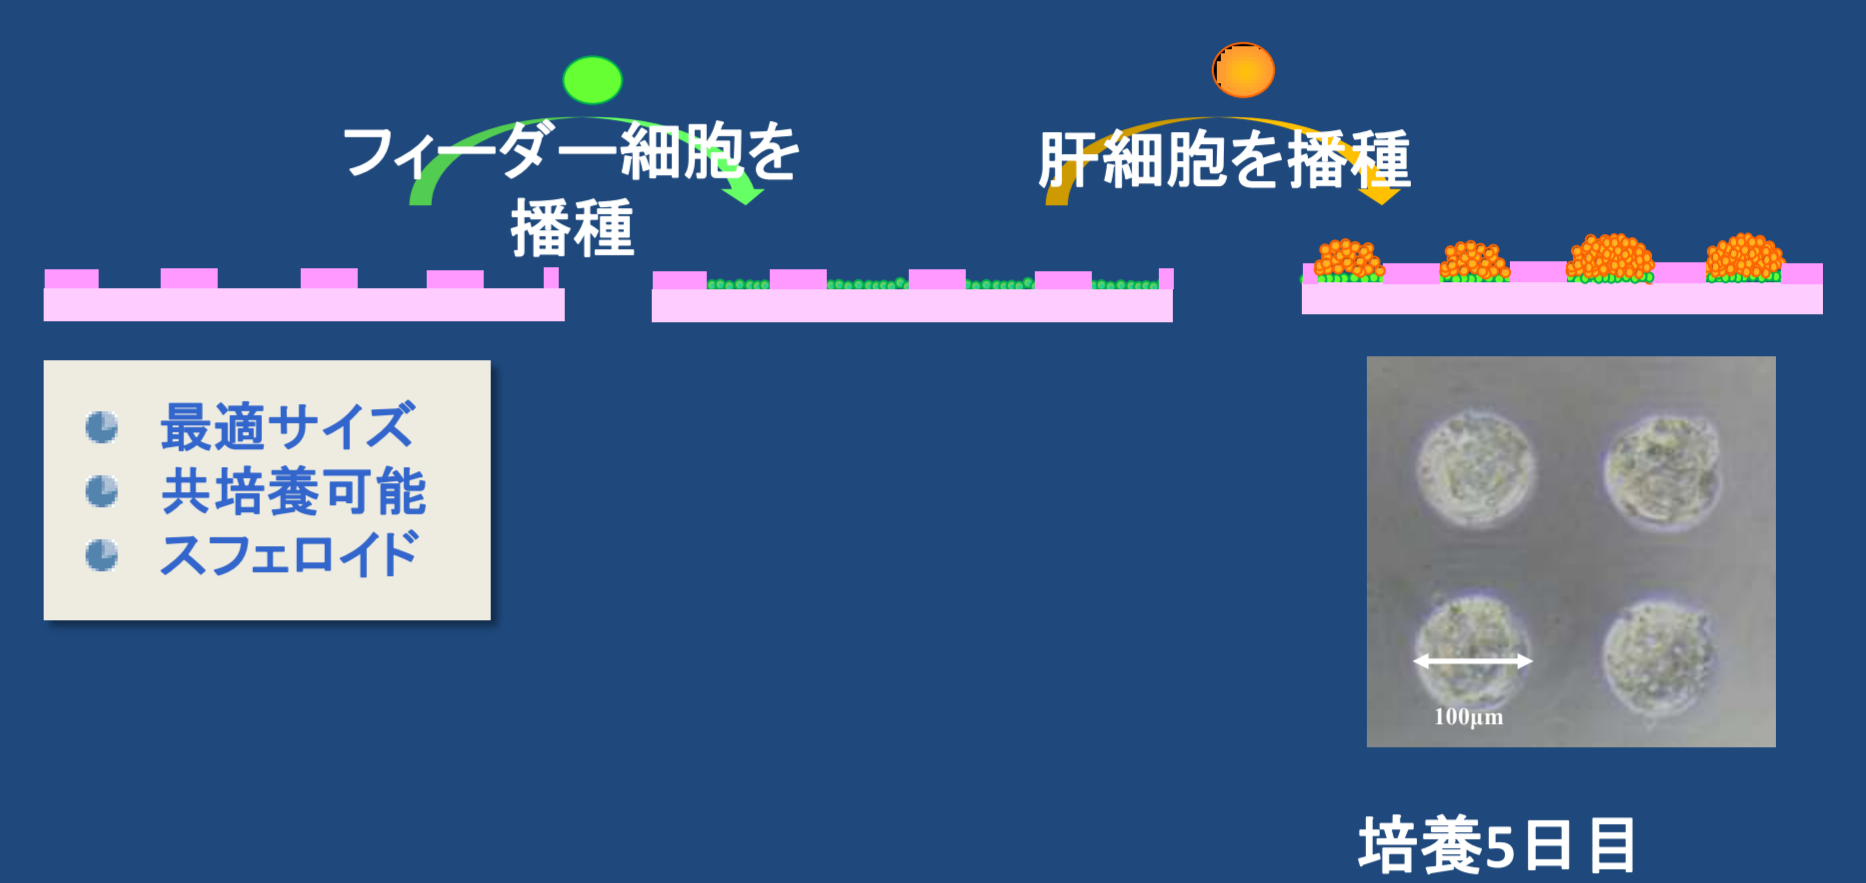 フィーダー細胞を
播種
肝細胞を播種
最適サイズ
共培養可能
スフェロイド
100μm
培養5日目